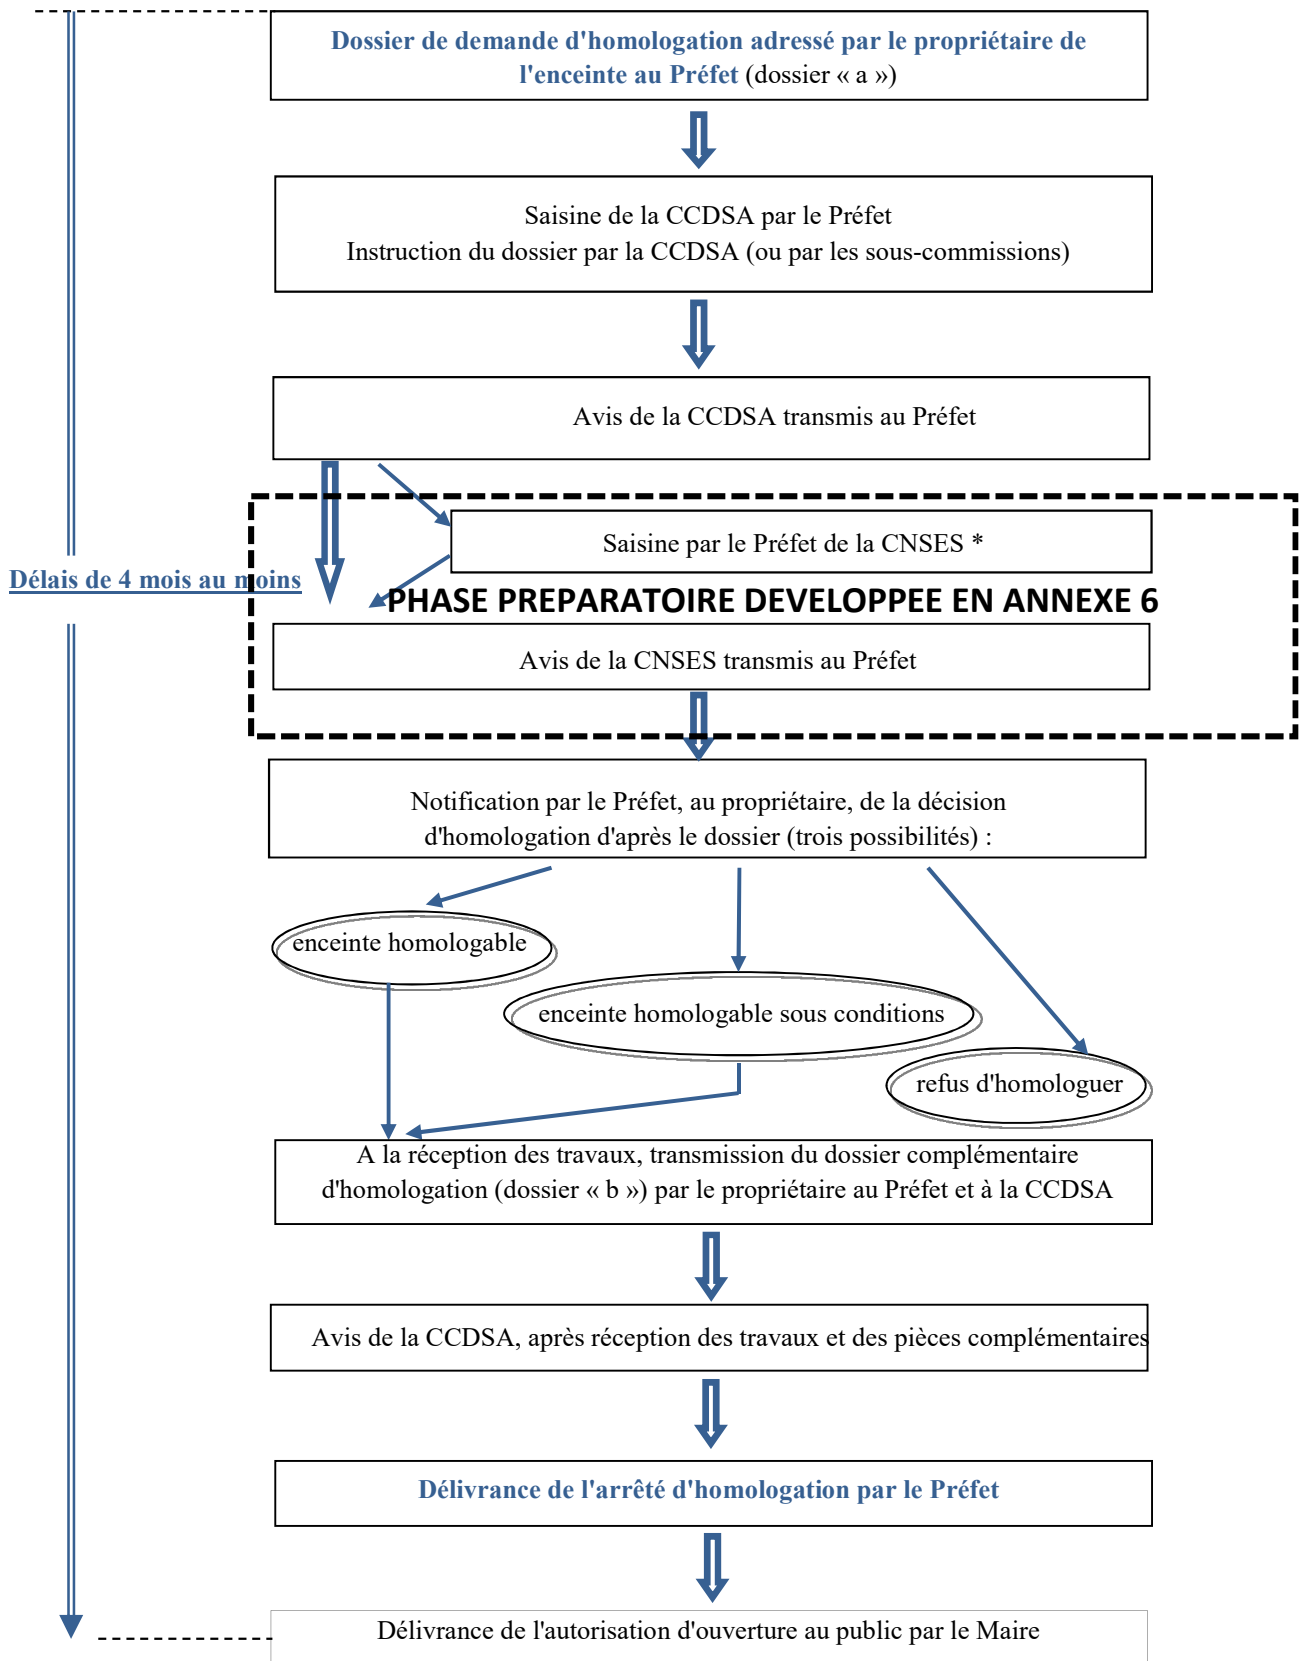 Dossier de demande d'homologation adressé par le propriétaire de
l'enceinte au Préfet (dossier « a »)
Saisine de la CCDSA par le Préfet
Instruction du dossier par la CCDSA (ou par les sous-commissions)
Avis de la CCDSA transmis au Préfet
Saisine par le Préfet de la CNSES *
Délais de 4 mois au moins
PHASE PREPARATOIRE DEVELOPPEE EN ANNEXE 6
Avis de la CNSES transmis au Préfet
Notification par le Préfet, au propriétaire, de la décision
d'homologation d'après le dossier (trois possibilités) :
enceinte homologable
enceinte homologable sous conditions
refus d'homologuer
A la réception des travaux, transmission du dossier complémentaire
d'homologation (dossier « b ») par le propriétaire au Préfet et à la CCDSA
Avis de la CCDSA, après réception des travaux et des pièces complémentaires
Délivrance de l'arrêté d'homologation par le Préfet
Délivrance de l'autorisation d'ouverture au public par le Maire